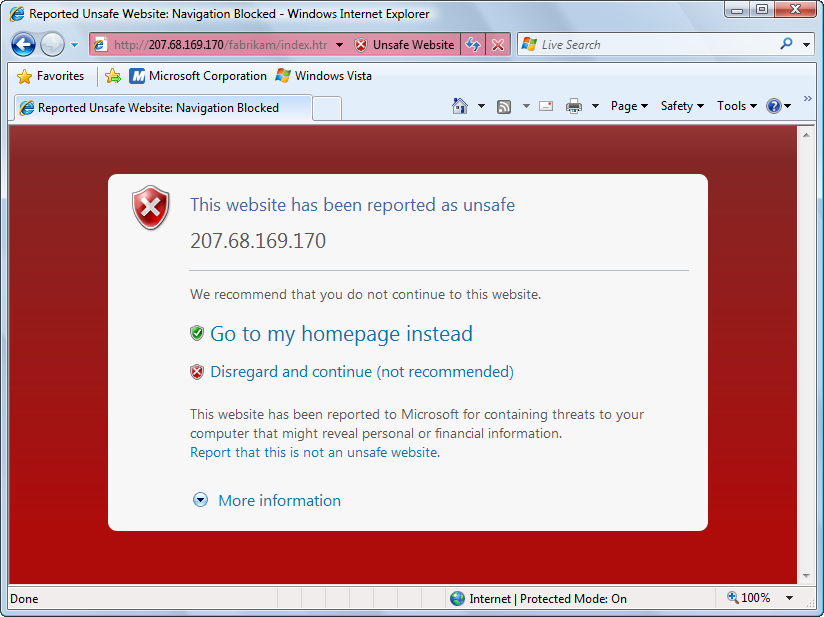 Reported Unsafe Website: Navigation Blocked - Windows Internet Explorer
http://207.68.169.170/fabrikam/index.htr
Unsafe Website
Live Search
Favorites
Microsoft Corporation
Windows Vista
Reported Unsafe Website: Navigation Blocked
Page
Safety
Tools
This website has been reported as unsafe
207.68.169.170
We recommend that you do not continue to this website.
Go to my homepage instead
Disregard and continue (not recommended)
This website has been reported to Microsoft for containing threats to your
computer that might reveal personal or financial information.
Report that this is not an unsafe website.
More information
Done
Internet | Protected Mode: On
100%